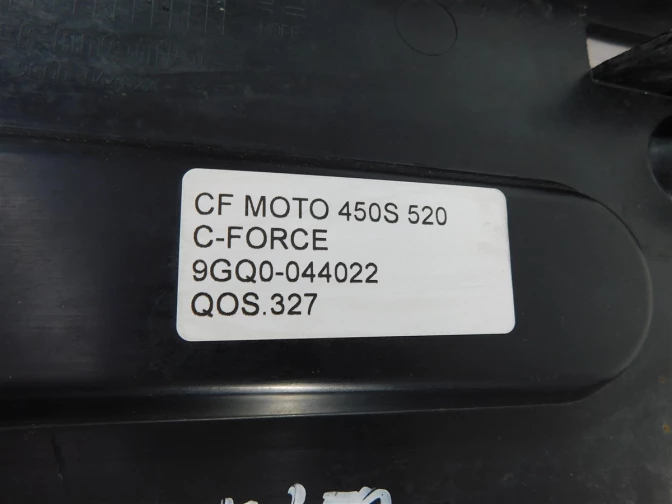 CF MOTO 450S 520
C-FORCE
9GQ0-044022
QOS.327